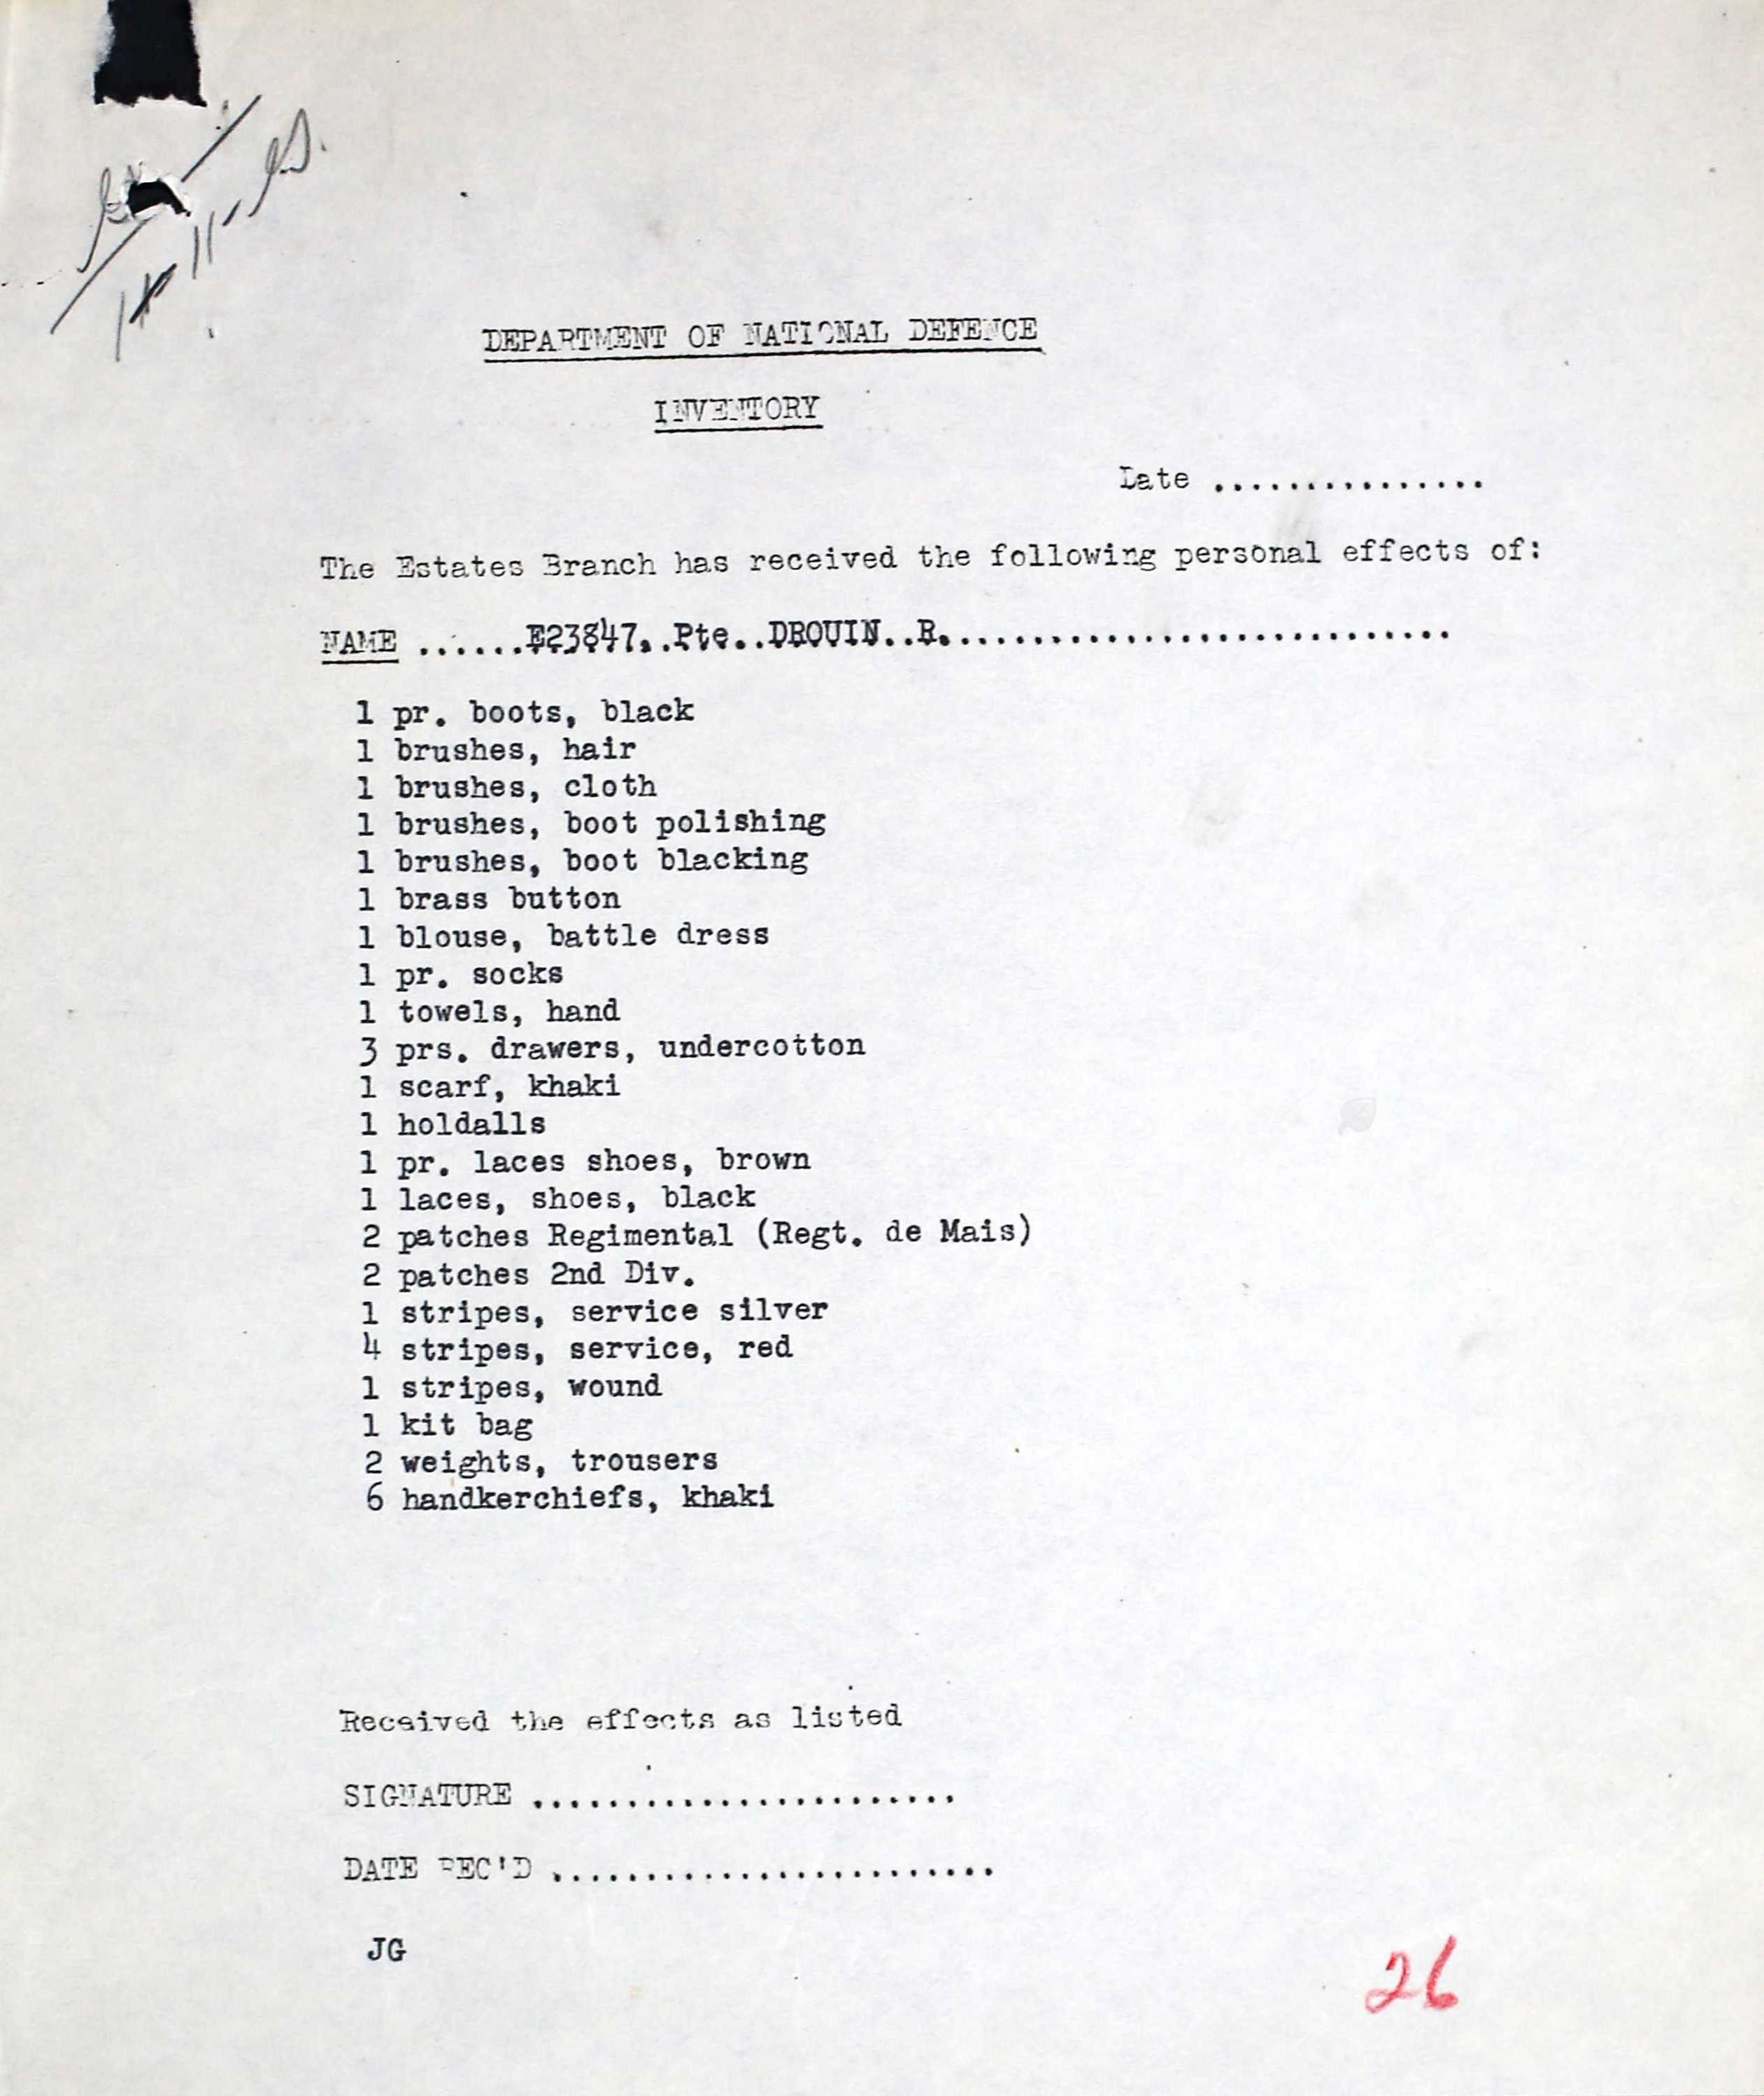 DEPARTMENT OF NATIONAL DEFENCE
INVENTORY
Date ...............
The Estates Branch has received the following personal effects of:
NAME ......E23847..Pte..DROUIN..R............................
1 pr. boots, black
1 brushes, hair
1 brushes, cloth
1 brushes, boot polishing
1 brushes, boot blacking
1 brass button
1 blouse, battle dress
1 pr. socks
1 towels, hand
3 prs. drawers, undercotton
1 scarf, khaki
1 holdalls
1 pr. laces shoes, brown
1 laces, shoes, black
2 patches Regimental (Regt. de Mais)
2 patches 2nd Div.
1 stripes, service silver
4 stripes, service, red
1 stripes, wound
1 kit bag
2 weights, trousers
6 handkerchiefs, khaki
Received the effects as listed
SIGNATURE .......................
DATE REC'D ........................
JG
26